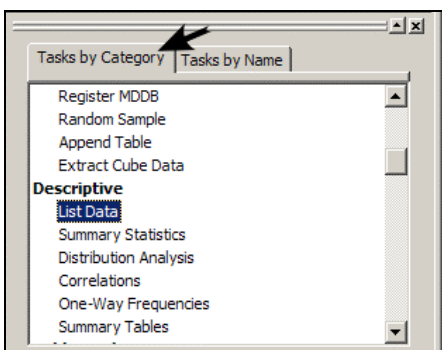 Tasks by Category Tasks by Name
Register MDDB
Random Sample
Append Table
Extract Cube Data
Descriptive
List Data
Summary Statistics
Distribution Analysis
Correlations
One-Way Frequencies
Summary Tables